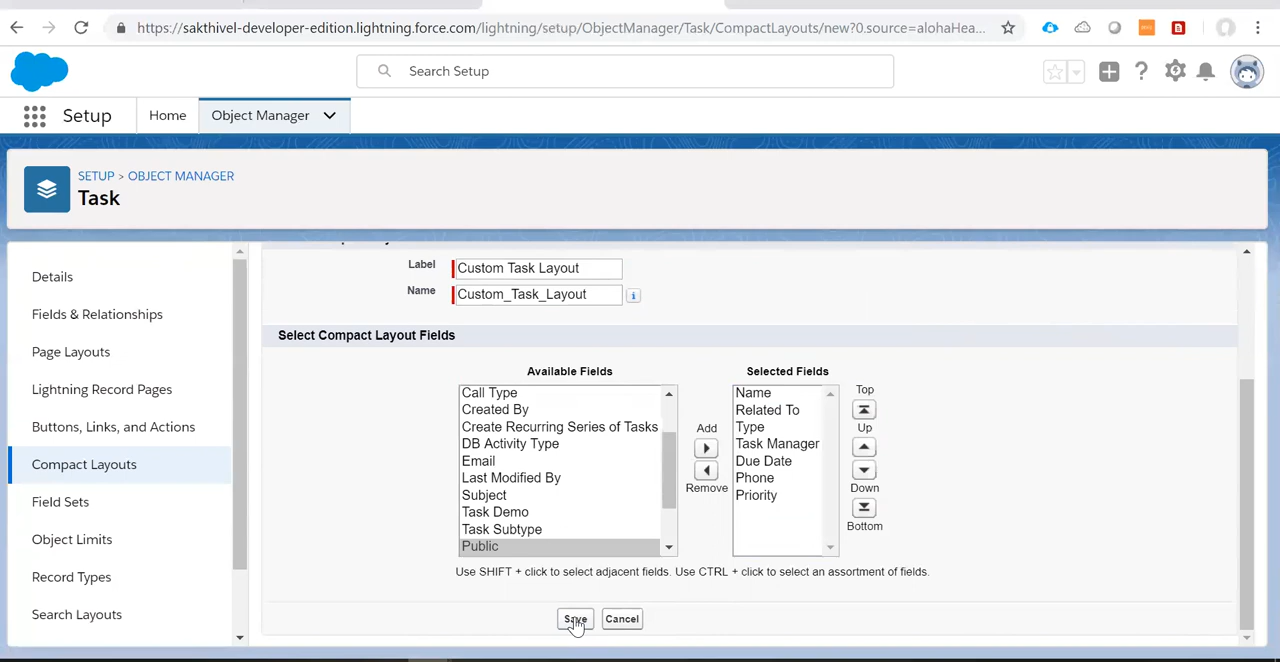 https://sakthivel-developer-edition.lightning.force.com/lightning/setup/ObjectManager/Task/CompactLayouts/new?0.source=alohaHea...
Search Setup
Setup
Home
Object Manager
SETUP > OBJECT MANAGER
Task
Details
Fields & Relationships
Page Layouts
Lightning Record Pages
Buttons, Links, and Actions
Compact Layouts
Field Sets
Object Limits
Record Types
Search Layouts
Label
Custom Task Layout
Name
Custom_Task_Layout
Select Compact Layout Fields
Available Fields
Call Type
Created By
Create Recurring Series of Tasks
DB Activity Type
Email
Last Modified By
Subject
Task Demo
Task Subtype
Public
Add
Remove
Selected Fields
Name
Related To
Type
Task Manager
Due Date
Phone
Priority
Top
Up
Down
Bottom
Use SHIFT + click to select adjacent fields. Use CTRL + click to select an assortment of fields.
Save
Cancel